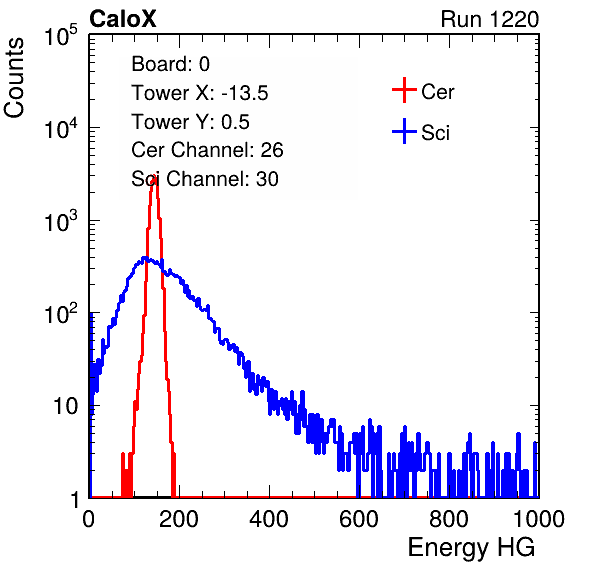 CaloX Run 1220
Counts
Board: 0
Tower X: -13.5
Tower Y: 0.5
Cer Channel: 26
Sci Channel: 30
Cer
Sci
10^5
10^4
10^3
10^2
10
1
0 200 400 600 800 1000
Energy HG